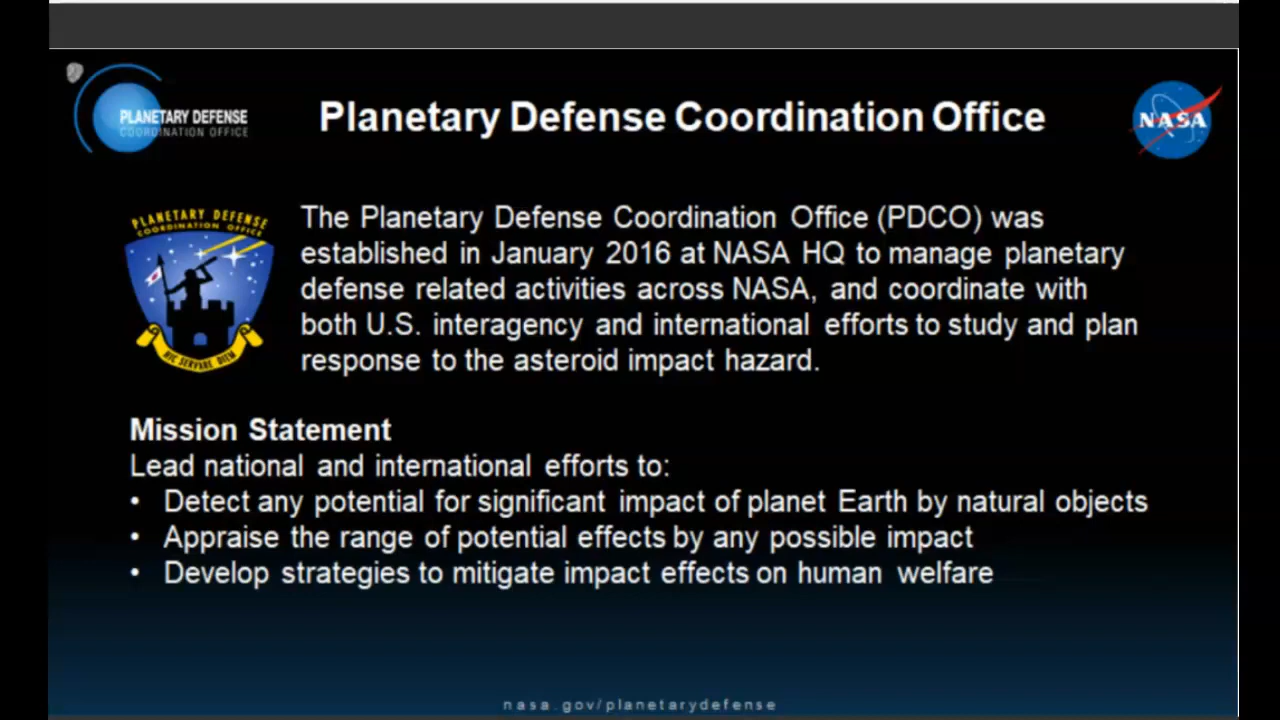 PLANETARY DEFENSE
COORDINATION OFFICE
Planetary Defense Coordination Office
NASA
PLANETARY DEFENSE
COORDINATION OFFICE
HIC SERVARE DIEM
The Planetary Defense Coordination Office (PDCO) was
established in January 2016 at NASA HQ to manage planetary
defense related activities across NASA, and coordinate with
both U.S. interagency and international efforts to study and plan
response to the asteroid impact hazard.
Mission Statement
Lead national and international efforts to:
• Detect any potential for significant impact of planet Earth by natural objects
• Appraise the range of potential effects by any possible impact
• Develop strategies to mitigate impact effects on human welfare
nasa.gov/planetarydefense